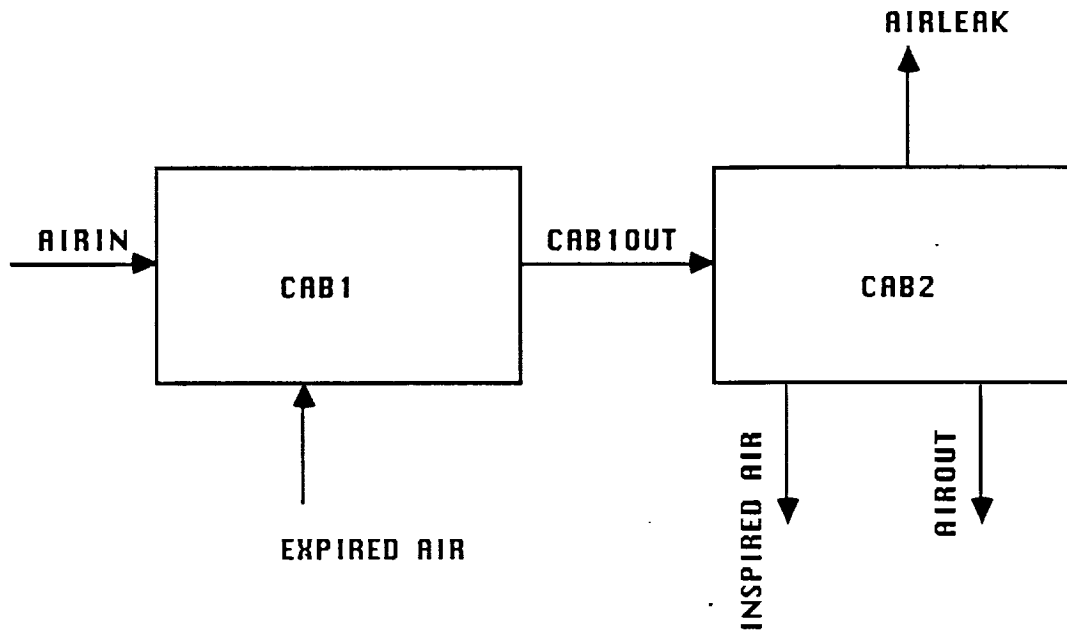 AIRLEAK
AIRIN
CAB1OUT
CAB1
CAB2
INSPIRED AIR
AIROUT
EXPIRED AIR